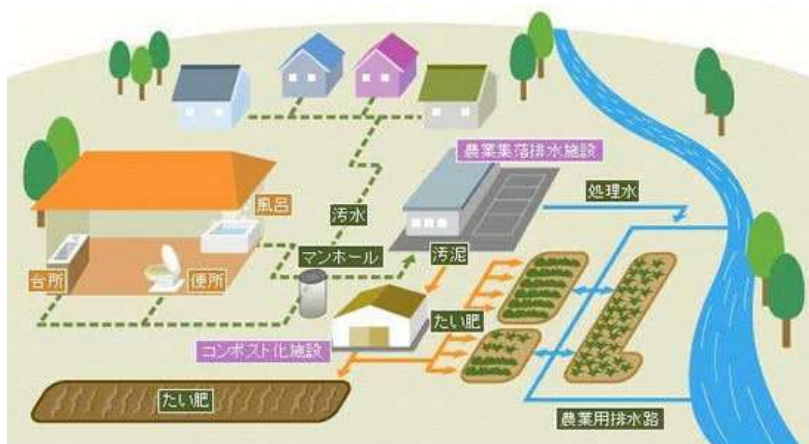 農業集落排水施設
処理水
風呂
汚水
マンホール
汚泥
台所
便所
たい肥
コンポスト化施設
たい肥
農業用排水路